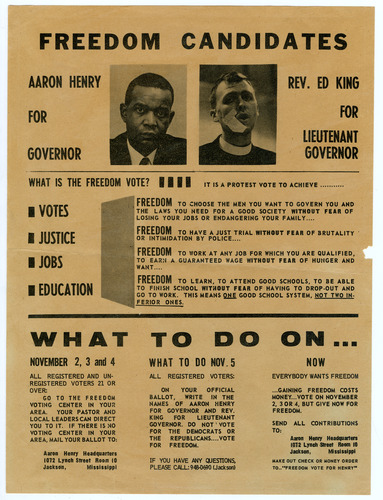 FREEDOM CANDIDATES
AARON HENRY
FOR
GOVERNOR
REV. ED KING
FOR
LIEUTENANT
GOVERNOR
WHAT IS THE FREEDOM VOTE?
IT IS A PROTEST VOTE TO ACHIEVE ..........
VOTES
FREEDOM TO CHOOSE THE MEN YOU WANT TO GOVERN YOU AND
THE LAWS YOU NEED FOR A GOOD SOCIETY WITHOUT FEAR OF
LOSING YOUR JOBS OR ENDANGERING YOUR FAMILY....
JUSTICE
FREEDOM TO HAVE A JUST TRIAL WITHOUT FEAR OF BRUTALITY
OR INTIMIDATION BY POLICE....
JOBS
FREEDOM TO WORK AT ANY JOB FOR WHICH YOU ARE QUALIFIED,
TO EARN A GUARANTEED WAGE WITHOUT FEAR OF HUNGER AND
WANT....
EDUCATION
FREEDOM TO LEARN, TO ATTEND GOOD SCHOOLS, TO BE ABLE
TO FINISH SCHOOL WITHOUT FEAR OF HAVING TO DROP-OUT AND
GO TO WORK. THIS MEANS ONE GOOD SCHOOL SYSTEM, NOT TWO IN-
FERIOR ONES.
WHAT TO DO ON...
NOVEMBER 2, 3 and 4
ALL REGISTERED AND UN-
REGISTERED VOTERS 21 OR
OVER:
GO TO THE FREEDOM
VOTING CENTER IN YOUR
AREA. YOUR PASTOR AND
LOCAL LEADERS CAN DIRECT
YOU TO IT. IF THERE IS NO
VOTING CENTER IN YOUR
AREA, MAIL YOUR BALLOT TO:
Aaron Henry Headquarters
1072 Lynch Street Room 10
Jackson, Mississippi
WHAT TO DO NOV. 5
ALL REGISTERED VOTERS:
ON YOUR OFFICIAL
BALLOT, WRITE IN THE
NAMES OF AARON HENRY
FOR GOVERNOR AND REV.
KING FOR LIEUTENANT
GOVERNOR. DO NOT VOTE
FOR THE DEMOCRATS OR
THE REPUBLICANS....VOTE
FOR FREEDOM.
IF YOU HAVE ANY QUESTIONS,
PLEASE CALL: 948-0690 (Jackson)
NOW
EVERYBODY WANTS FREEDOM
....GAINING FREEDOM COSTS
MONEY....VOTE ON NOVEMBER
2, 3 OR 4, BUT GIVE NOW FOR
FREEDOM.
SEND ALL CONTRIBUTIONS
TO:
Aaron Henry Headquarters
1072 Lynch Street Room 10
Jackson, Mississippi
MAKE OUT CHECK OR MONEY ORDER
TO-"FREEDOM VOTE FOR HENRY"